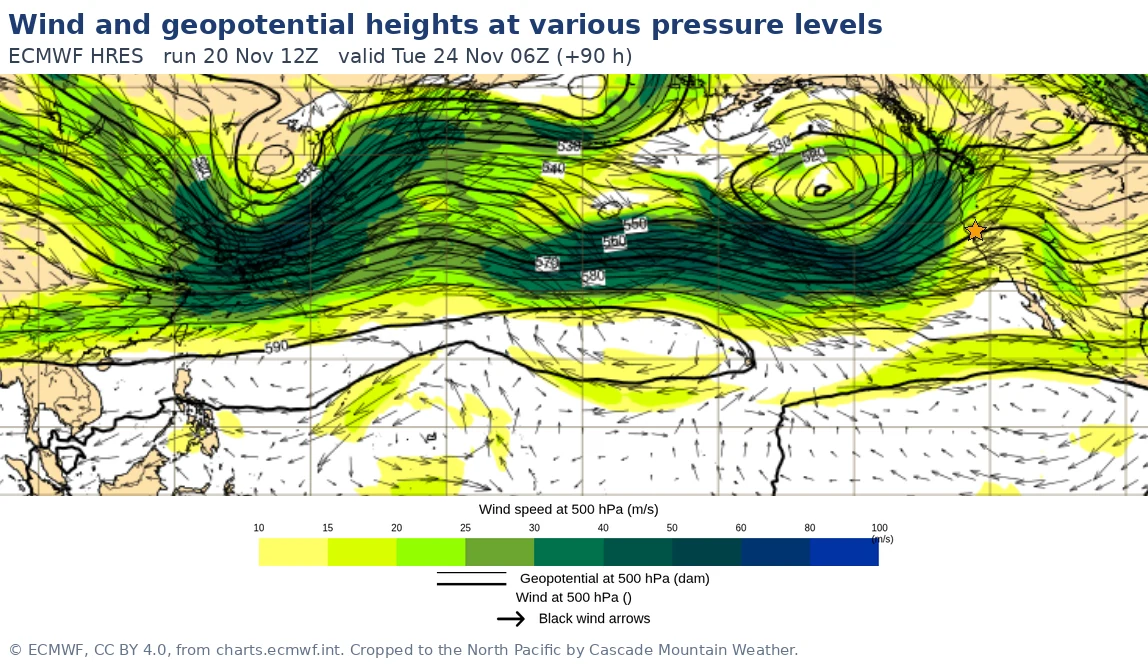 Wind and geopotential heights at various pressure levels
ECMWF HRES run 20 Nov 12Z valid Tue 24 Nov 06Z (+90 h)
530
520
538
540
550
560
570
580
590
Wind speed at 500 hPa (m/s)
10 15 20 25 30 40 50 60 80 100
(m/s)
Geopotential at 500 hPa (dam)
Wind at 500 hPa ()
Black wind arrows
© ECMWF, CC BY 4.0, from charts.ecmwf.int. Cropped to the North Pacific by Cascade Mountain Weather.